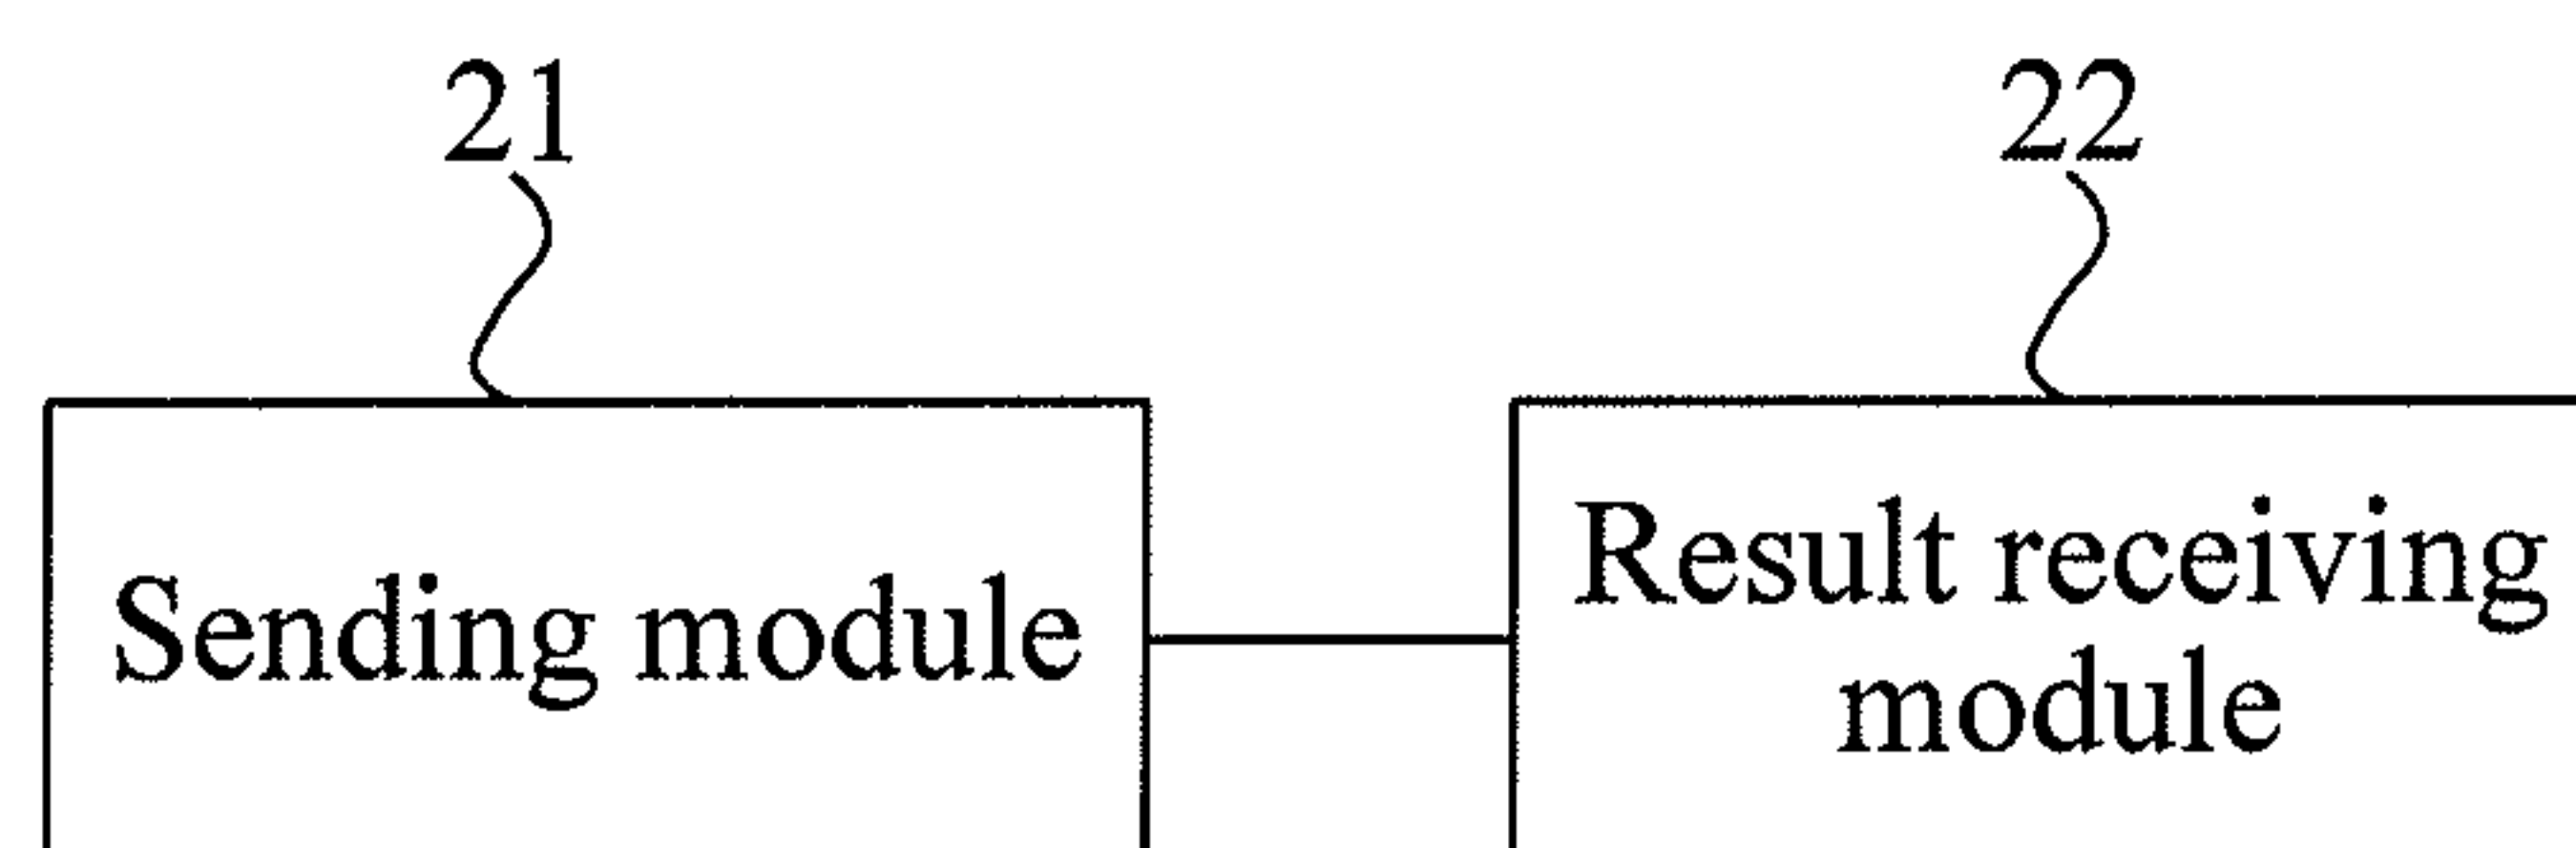 21
22
Sending module
Result receiving
module